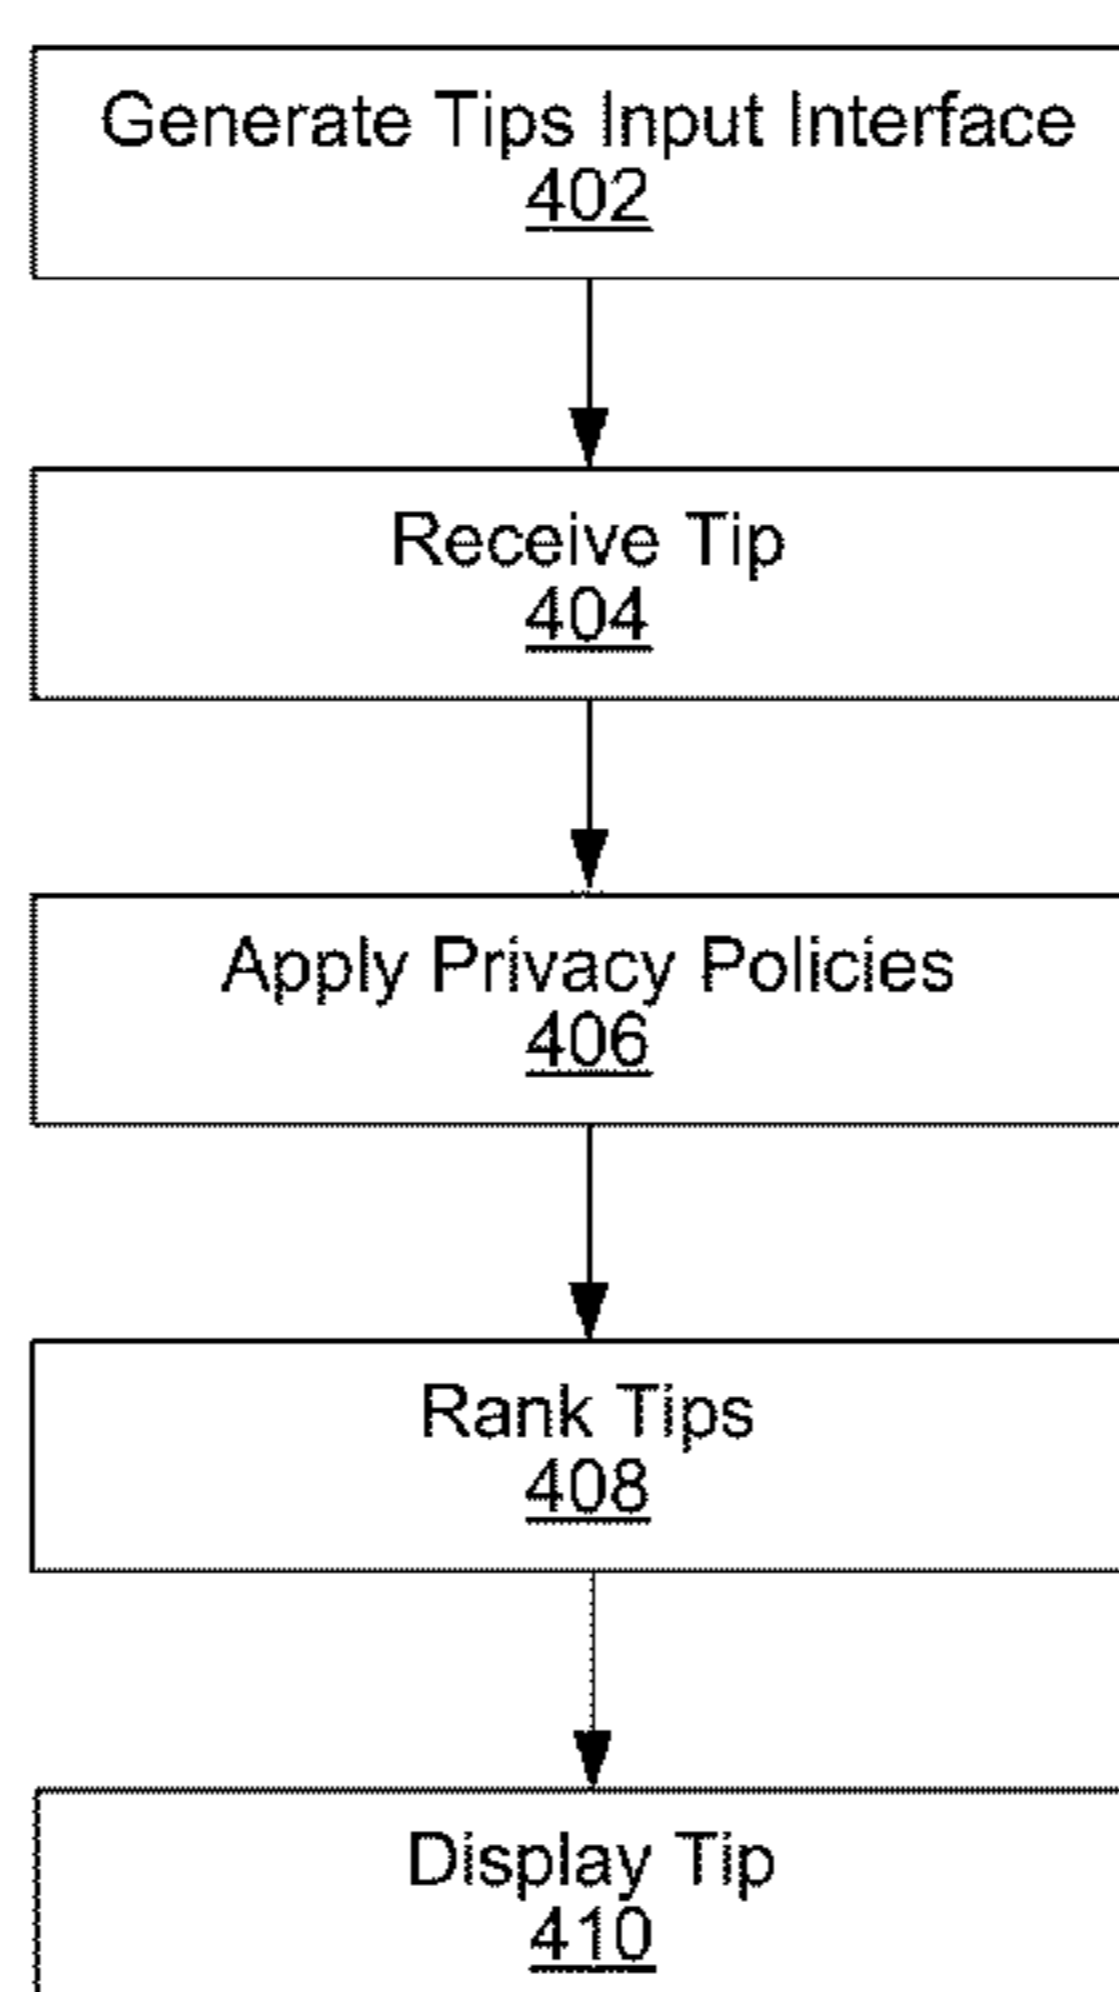 Generate Tips Input Interface
402
Receive Tip
404
Apply Privacy Policies
406
Rank Tips
408
Display Tip
410